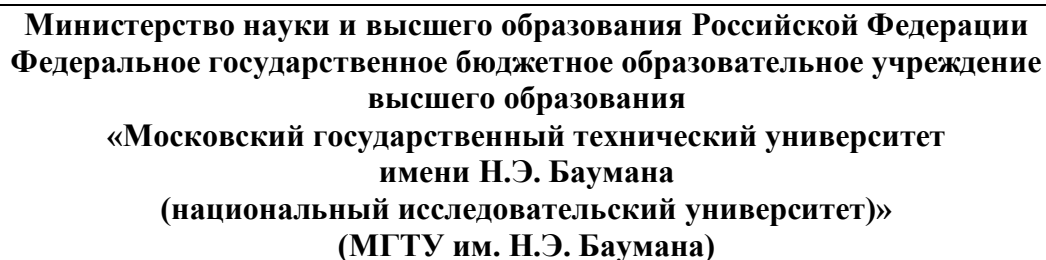 Министерство науки и высшего образования Российской Федерации
Федеральное государственное бюджетное образовательное учреждение
высшего образования
«Московский государственный технический университет
имени Н.Э. Баумана
(национальный исследовательский университет)»
(МГТУ им. Н.Э. Баумана)